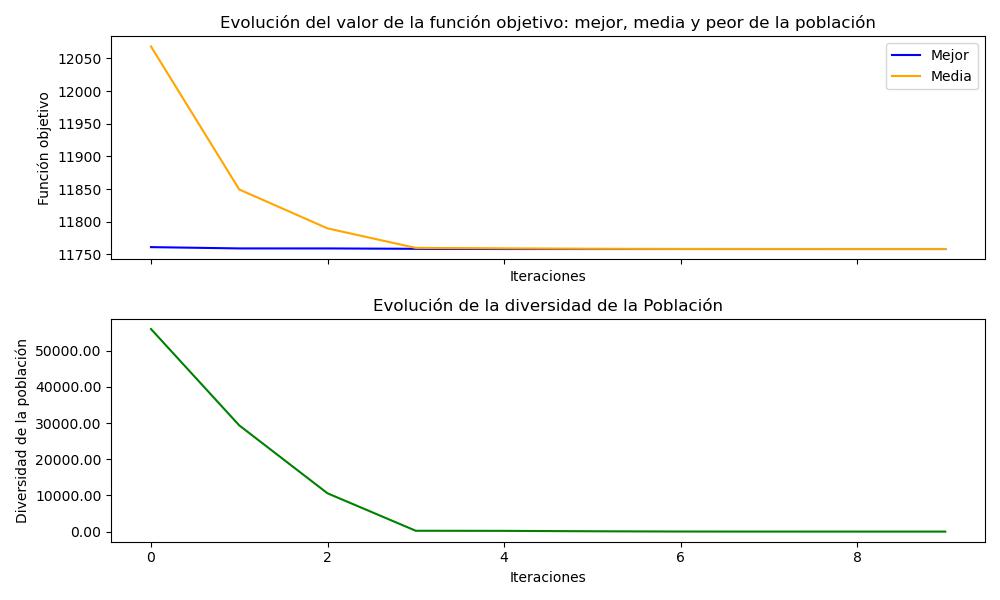 Evolución del valor de la función objetivo: mejor, media y peor de la población
Función objetivo
12050
12000
11950
11900
11850
11800
11750
Mejor
Media
Iteraciones
Evolución de la diversidad de la Población
Diversidad de la población
50000.00
40000.00
30000.00
20000.00
10000.00
0.00
0 2 4 6 8
Iteraciones